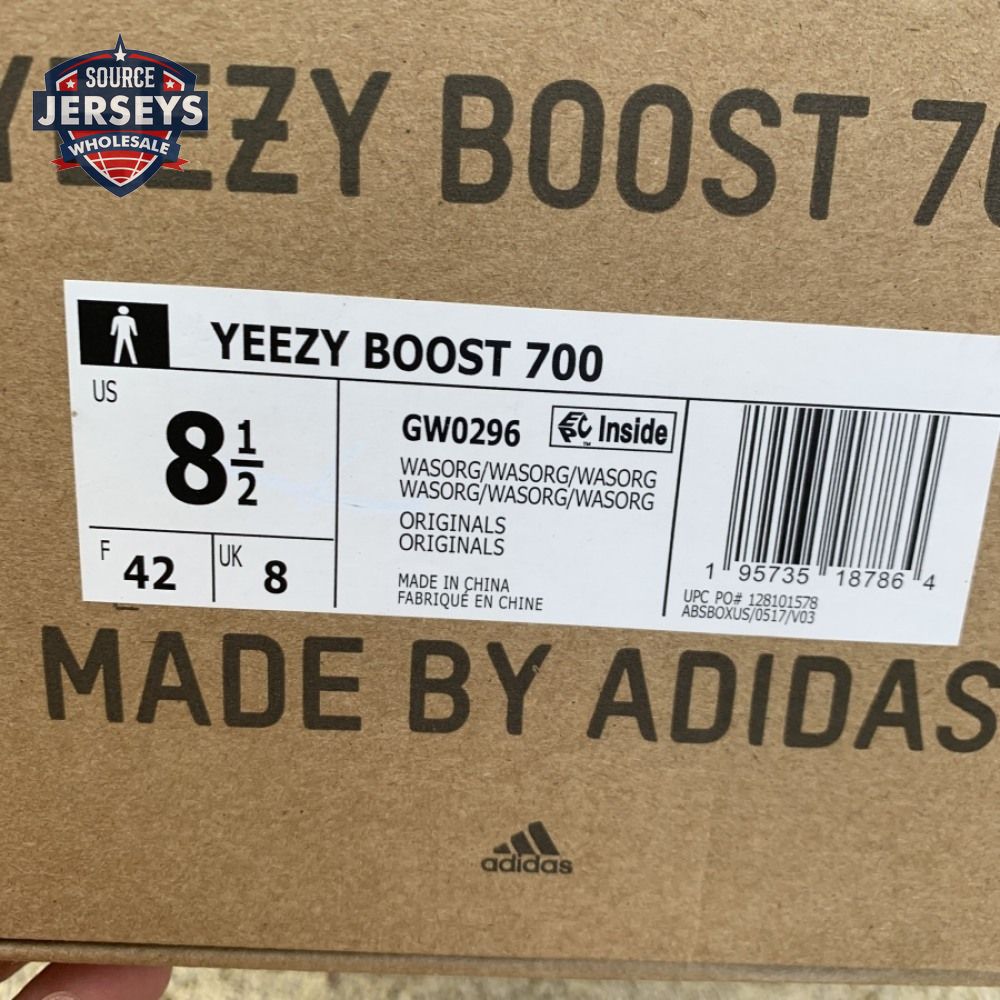 SOURCE
JERSEYS
WHOLESALE
YEEZY BOOST 70
YEEZY BOOST 700
US
8 1/2
F 42
UK 8
GW0296 EPC Inside
™
WASORG/WASORG/WASORG
WASORG/WASORG/WASORG
ORIGINALS
ORIGINALS
MADE IN CHINA
FABRIQUÉ EN CHINE
1 95735 18786 4
UPC PO# 128101578
ABSBOXUS/0517/V03
MADE BY ADIDAS
adidas